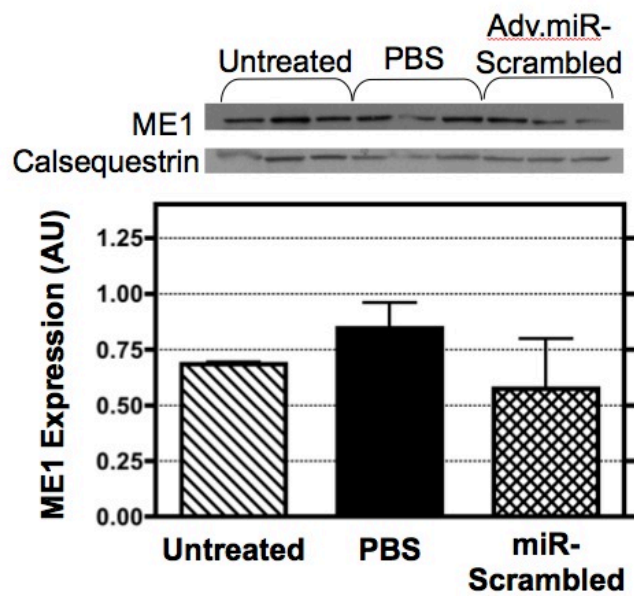 Adv.miR-
Untreated PBS Scrambled
ME1
Calsequestrin
ME1 Expression (AU)
1.25
1.00
0.75
0.50
0.25
0.00
Untreated PBS miR-
Scrambled